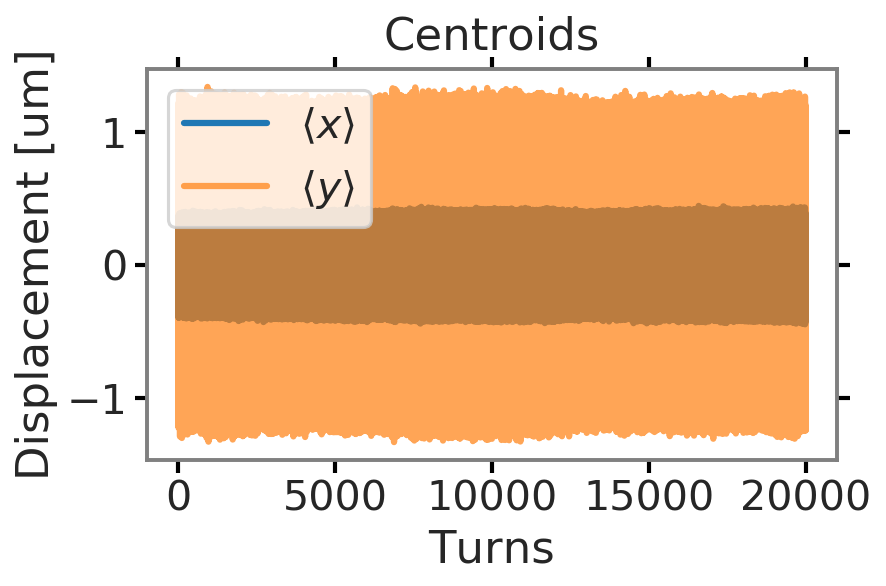 Centroids
Displacement [um]
1
0
−1
⟨x⟩
⟨y⟩
0 5000 10000 15000 20000
Turns